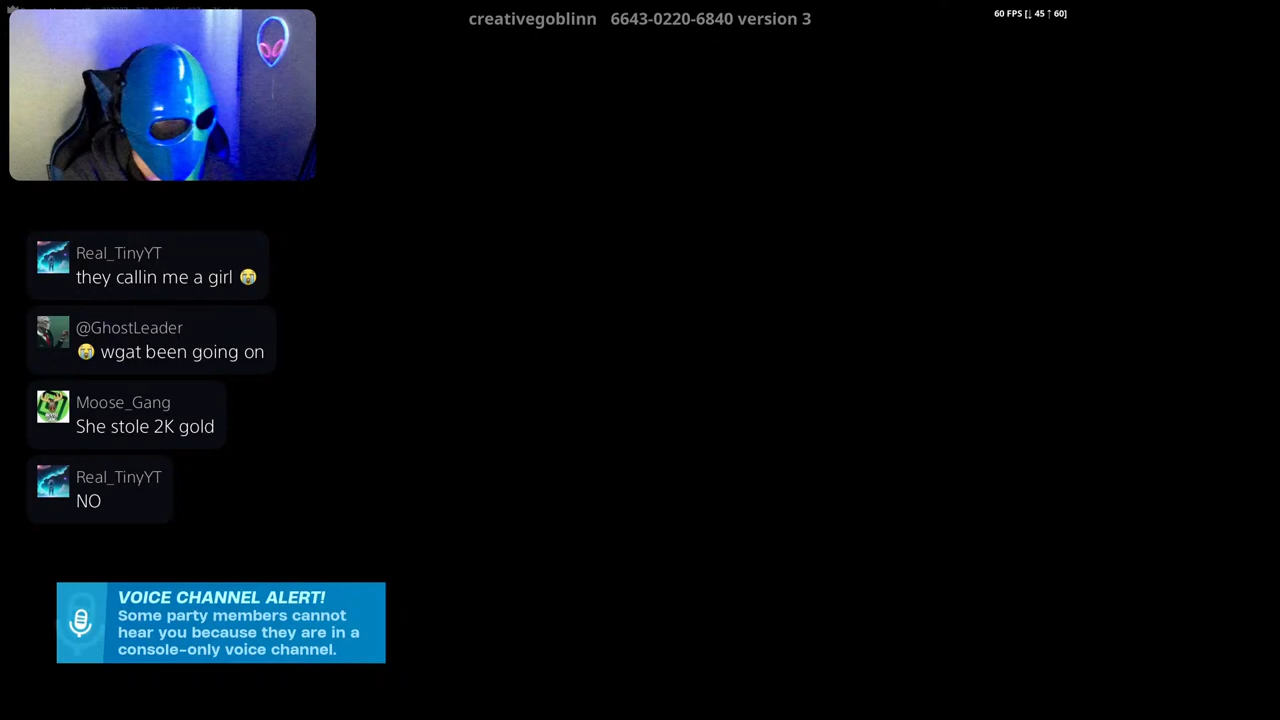 creativegoblinn 6643-0220-6840 version 3
60 FPS [↓ 45 ↑ 60]
Real_TinyYT
they callin me a girl 😭
@GhostLeader
😭 wgat been going on
Moose_Gang
She stole 2K gold
Real_TinyYT
NO
VOICE CHANNEL ALERT!
Some party members cannot
hear you because they are in a
console-only voice channel.